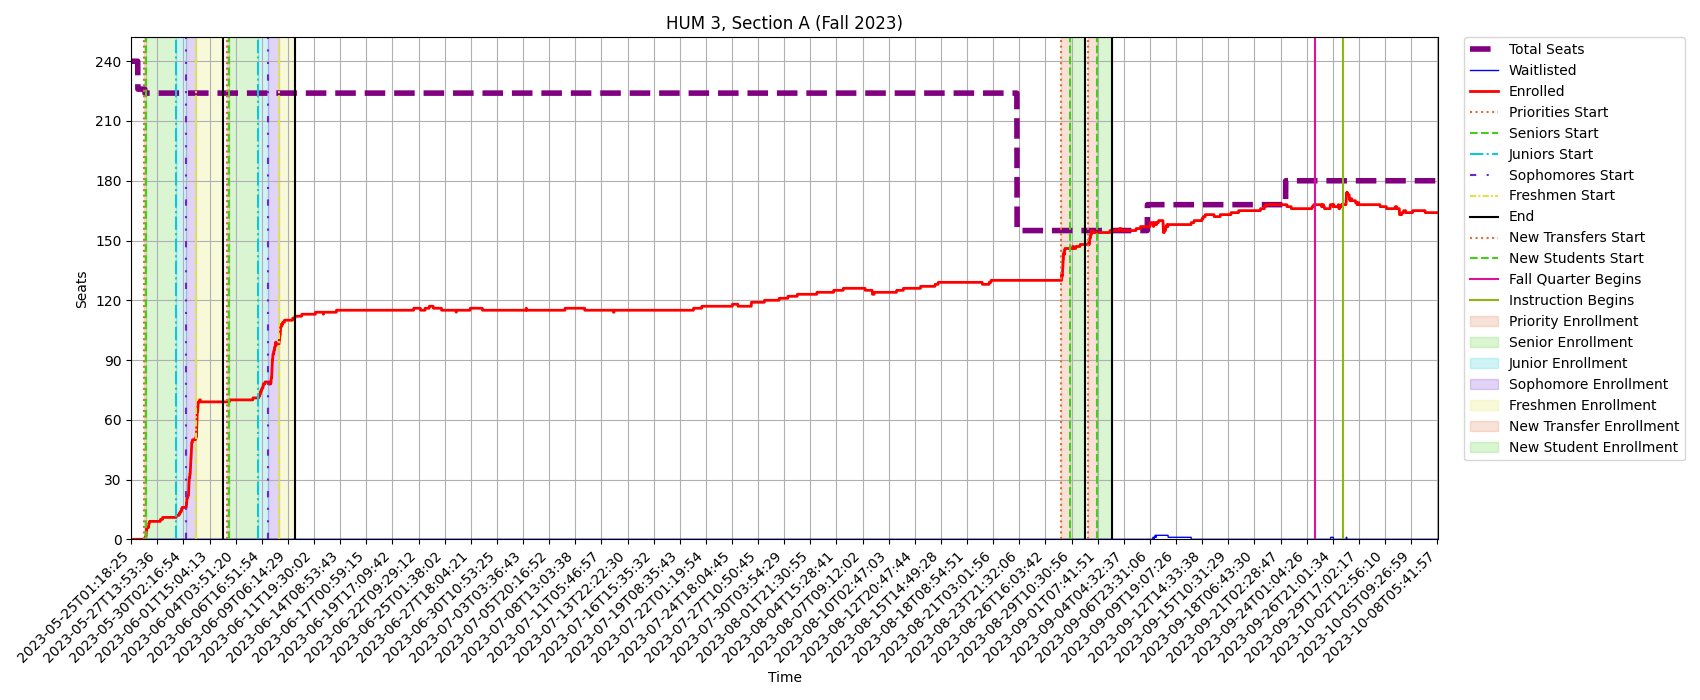 HUM 3, Section A (Fall 2023)
Seats
240
210
180
150
120
90
60
30
0
2023-05-25T01:18:25
2023-05-27T13:53:36
2023-05-30T02:16:54
2023-06-01T15:04:13
2023-06-04T03:51:20
2023-06-06T16:51:54
2023-06-09T06:14:29
2023-06-11T19:30:02
2023-06-14T08:53:43
2023-06-17T00:59:15
2023-06-19T17:09:42
2023-06-22T09:29:12
2023-06-25T01:38:02
2023-06-27T18:04:21
2023-06-30T10:53:25
2023-07-03T03:36:43
2023-07-05T20:16:52
2023-07-08T13:03:38
2023-07-11T05:46:57
2023-07-13T22:22:30
2023-07-16T15:35:32
2023-07-19T08:35:43
2023-07-22T01:19:54
2023-07-24T18:04:45
2023-07-27T10:50:45
2023-07-30T03:54:29
2023-08-01T21:30:55
2023-08-04T15:28:41
2023-08-07T09:12:02
2023-08-10T02:47:03
2023-08-12T20:47:44
2023-08-15T14:49:28
2023-08-18T08:54:51
2023-08-21T03:01:56
2023-08-23T21:32:06
2023-08-26T16:03:42
2023-08-29T10:30:56
2023-09-01T07:41:51
2023-09-04T04:32:37
2023-09-06T23:31:06
2023-09-09T19:07:26
2023-09-12T14:33:38
2023-09-15T10:31:29
2023-09-18T06:43:30
2023-09-21T02:28:47
2023-09-24T01:04:26
2023-09-26T21:01:34
2023-09-29T17:02:17
2023-10-02T12:56:10
2023-10-05T09:26:59
2023-10-08T05:41:57
Time
Total Seats
Waitlisted
Enrolled
Priorities Start
Seniors Start
Juniors Start
Sophomores Start
Freshmen Start
End
New Transfers Start
New Students Start
Fall Quarter Begins
Instruction Begins
Priority Enrollment
Senior Enrollment
Junior Enrollment
Sophomore Enrollment
Freshmen Enrollment
New Transfer Enrollment
New Student Enrollment